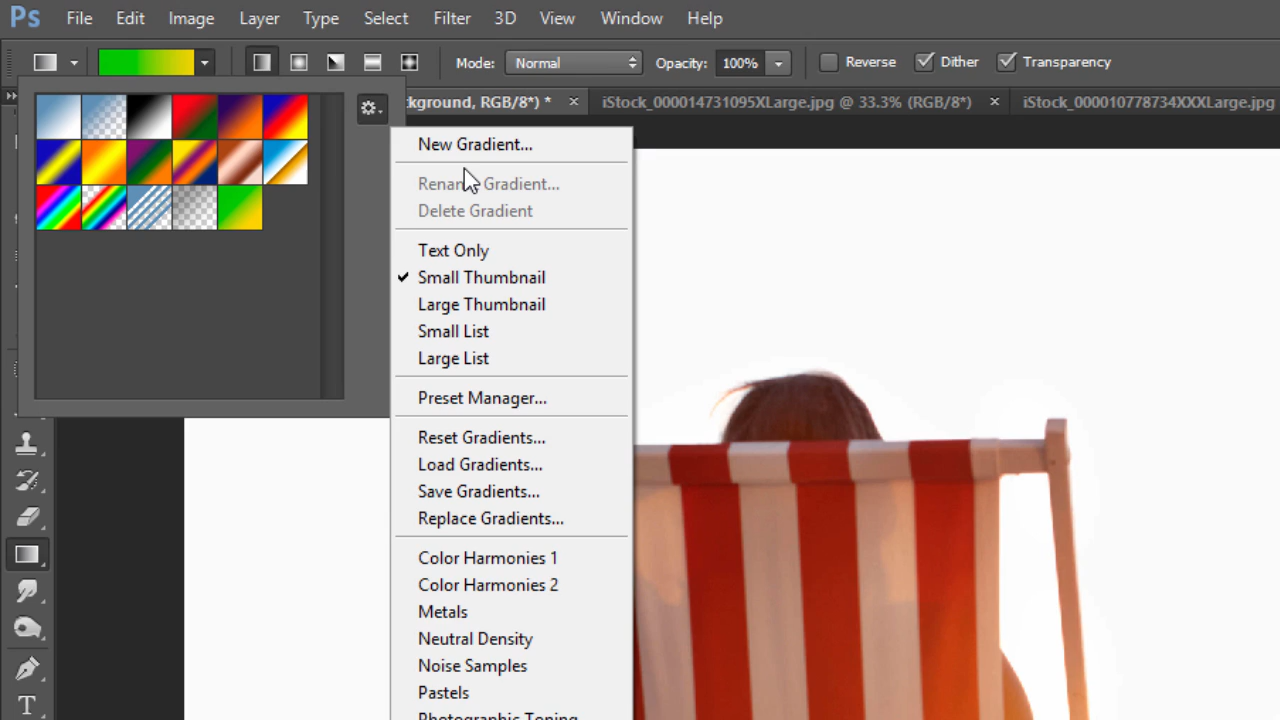 Ps File Edit Image Layer Type Select Filter 3D View Window Help
Mode: Normal Opacity: 100% Reverse Dither Transparency
kground, RGB/8*) * × iStock_000014731095XLarge.jpg @ 33.3% (RGB/8*) × iStock_000010778734XXXLarge.jpg
New Gradient...
Rename Gradient...
Delete Gradient
Text Only
Small Thumbnail
Large Thumbnail
Small List
Large List
Preset Manager...
Reset Gradients...
Load Gradients...
Save Gradients...
Replace Gradients...
Color Harmonies 1
Color Harmonies 2
Metals
Neutral Density
Noise Samples
Pastels
Photographic Toning
T